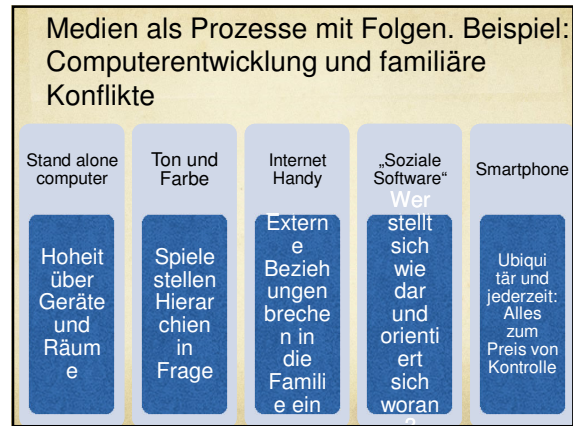 Medien als Prozesse mit Folgen. Beispiel:
Computerentwicklung und familiäre
Konflikte
Stand alone
computer
Hoheit
über
Geräte
und
Räum
e
Ton und
Farbe
Spiele
stellen
Hierar
chien
in
Frage
Internet
Handy
Extern
e
Bezieh
ungen
breche
n in
die
Famili
e ein
„Soziale
Software“
Wer
stellt
sich
wie
dar
und
orienti
ert
sich
woran
?
Smartphone
Ubiqui
tär und
jederzeit:
Alles
zum
Preis von
Kontrolle